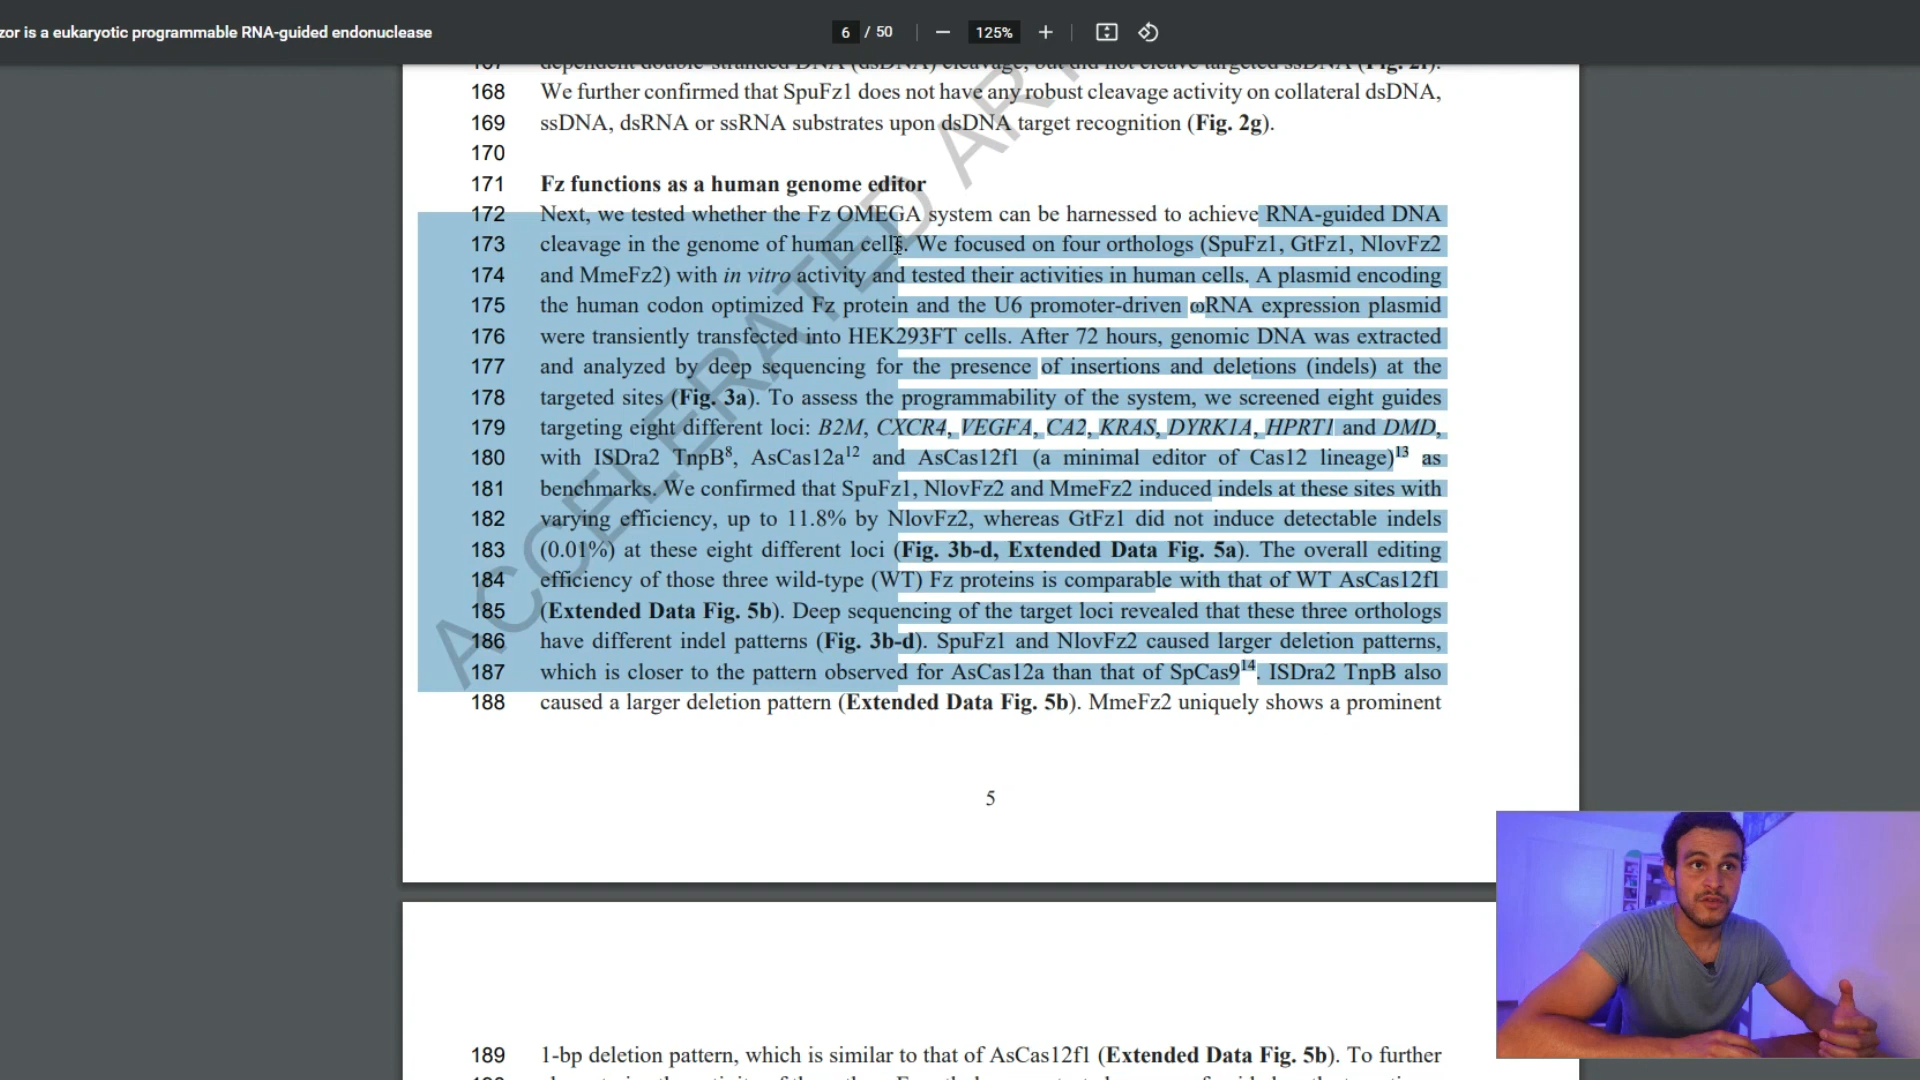 zor is a eukaryotic programmable RNA-guided endonuclease
6 / 50
125%
168 We further confirmed that SpuFz1 does not have any robust cleavage activity on collateral dsDNA,
169 ssDNA, dsRNA or ssRNA substrates upon dsDNA target recognition (Fig. 2g).
170
171 Fz functions as a human genome editor
172 Next, we tested whether the Fz OMEGA system can be harnessed to achieve RNA-guided DNA
173 cleavage in the genome of human cells. We focused on four orthologs (SpuFz1, GtFz1, NlovFz2
174 and MmeFz2) with in vitro activity and tested their activities in human cells. A plasmid encoding
175 the human codon optimized Fz protein and the U6 promoter-driven ωRNA expression plasmid
176 were transiently transfected into HEK293FT cells. After 72 hours, genomic DNA was extracted
177 and analyzed by deep sequencing for the presence of insertions and deletions (indels) at the
178 targeted sites (Fig. 3a). To assess the programmability of the system, we screened eight guides
179 targeting eight different loci: B2M, CXCR4, VEGFA, CA2, KRAS, DYRK1A, HPRT1 and DMD,
180 with ISDra2 TnpB⁸, AsCas12a¹² and AsCas12f1 (a minimal editor of Cas12 lineage)¹³ as
181 benchmarks. We confirmed that SpuFz1, NlovFz2 and MmeFz2 induced indels at these sites with
182 varying efficiency, up to 11.8% by NlovFz2, whereas GtFz1 did not induce detectable indels
183 (0.01%) at these eight different loci (Fig. 3b-d, Extended Data Fig. 5a). The overall editing
184 efficiency of those three wild-type (WT) Fz proteins is comparable with that of WT AsCas12f1
185 (Extended Data Fig. 5b). Deep sequencing of the target loci revealed that these three orthologs
186 have different indel patterns (Fig. 3b-d). SpuFz1 and NlovFz2 caused larger deletion patterns,
187 which is closer to the pattern observed for AsCas12a than that of SpCas9¹⁴. ISDra2 TnpB also
188 caused a larger deletion pattern (Extended Data Fig. 5b). MmeFz2 uniquely shows a prominent
ACCELERATED ART
5
189 1-bp deletion pattern, which is similar to that of AsCas12f1 (Extended Data Fig. 5b). To further